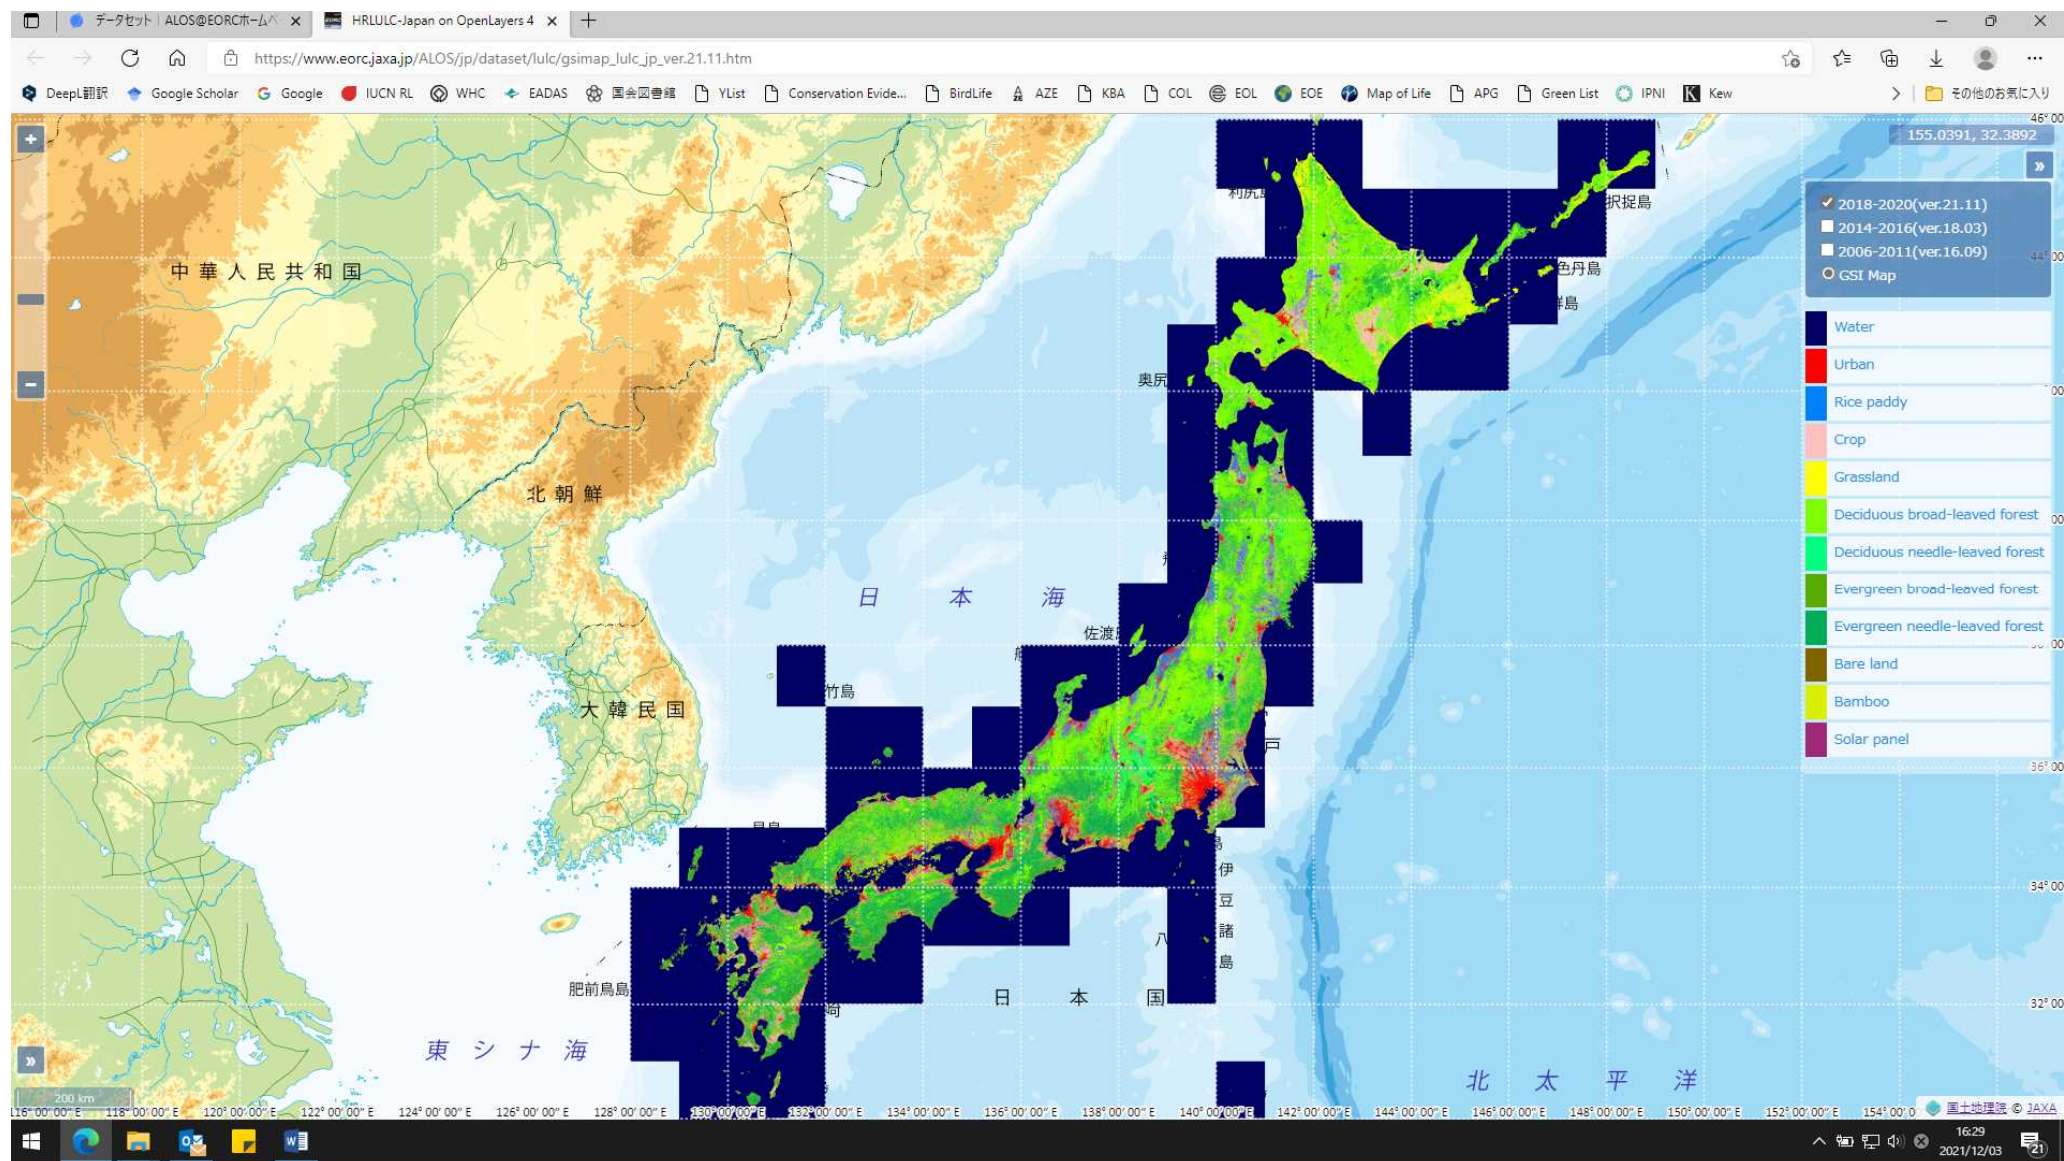 データセット | ALOS@EORCホームペ
HRLULC-Japan on OpenLayers 4
https://www.eorc.jaxa.jp/ALOS/jp/dataset/lulc/gsimap_lulc_jp_ver.21.11.htm
DeepL翻訳 Google Scholar Google IUCN RL WHC EADAS 国会図書館 YList Conservation Evide... BirdLife AZE KBA COL EOL EOE Map of Life APG Green List IPNI Kew その他のお気に入り
46° 00
155.0391, 32.3892
2018-2020(ver.21.11)
2014-2016(ver.18.03)
2006-2011(ver.16.09)
GSI Map
Water
Urban
Rice paddy
Crop
Grassland
Deciduous broad-leaved forest
Deciduous needle-leaved forest
Evergreen broad-leaved forest
Evergreen needle-leaved forest
Bare land
Bamboo
Solar panel
択捉島
中華人民共和国
色丹島
奥尻
北朝鮮
日本海
佐渡
竹島
大韓民国
36° 00
34° 00
伊豆諸島
八
肥前鳥島
日本国
32° 00
崎
東シナ海
北太平洋
200 km
116° 00' 00" E 118° 00' 00" E 120° 00' 00" E 122° 00' 00" E 124° 00' 00" E 126° 00' 00" E 128° 00' 00" E 130° 00' 00" E 132° 00' 00" E 134° 00' 00" E 136° 00' 00" E 138° 00' 00" E 140° 00' 00" E 142° 00' 00" E 144° 00' 00" E 146° 00' 00" E 148° 00' 00" E 150° 00' 00" E 152° 00' 00" E 154° 00' 0
国土地理院 © JAXA
16:29
2021/12/03
21